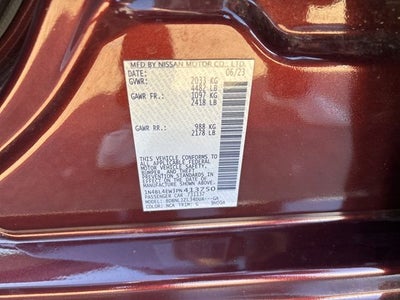 MFD BY NISSAN MOTOR CO., LTD.
DATE: 06/23
GVWR: 2033 KG
4482 LB
GAWR FR: 1097 KG
2418 LB
GAWR RR: 988 KG
2178 LB
THIS VEHICLE CONFORMS TO
ALL APPLICABLE FEDERAL
MOTOR VEHICLE SAFETY,
BUMPER, AND THEFT
PREVENTION STANDARDS IN
EFFECT ON THE DATE OF
MANUFACTURE SHOWN ABOVE.
PASSENGER CAR
MODEL:
COLOR: NCA TRIM: G